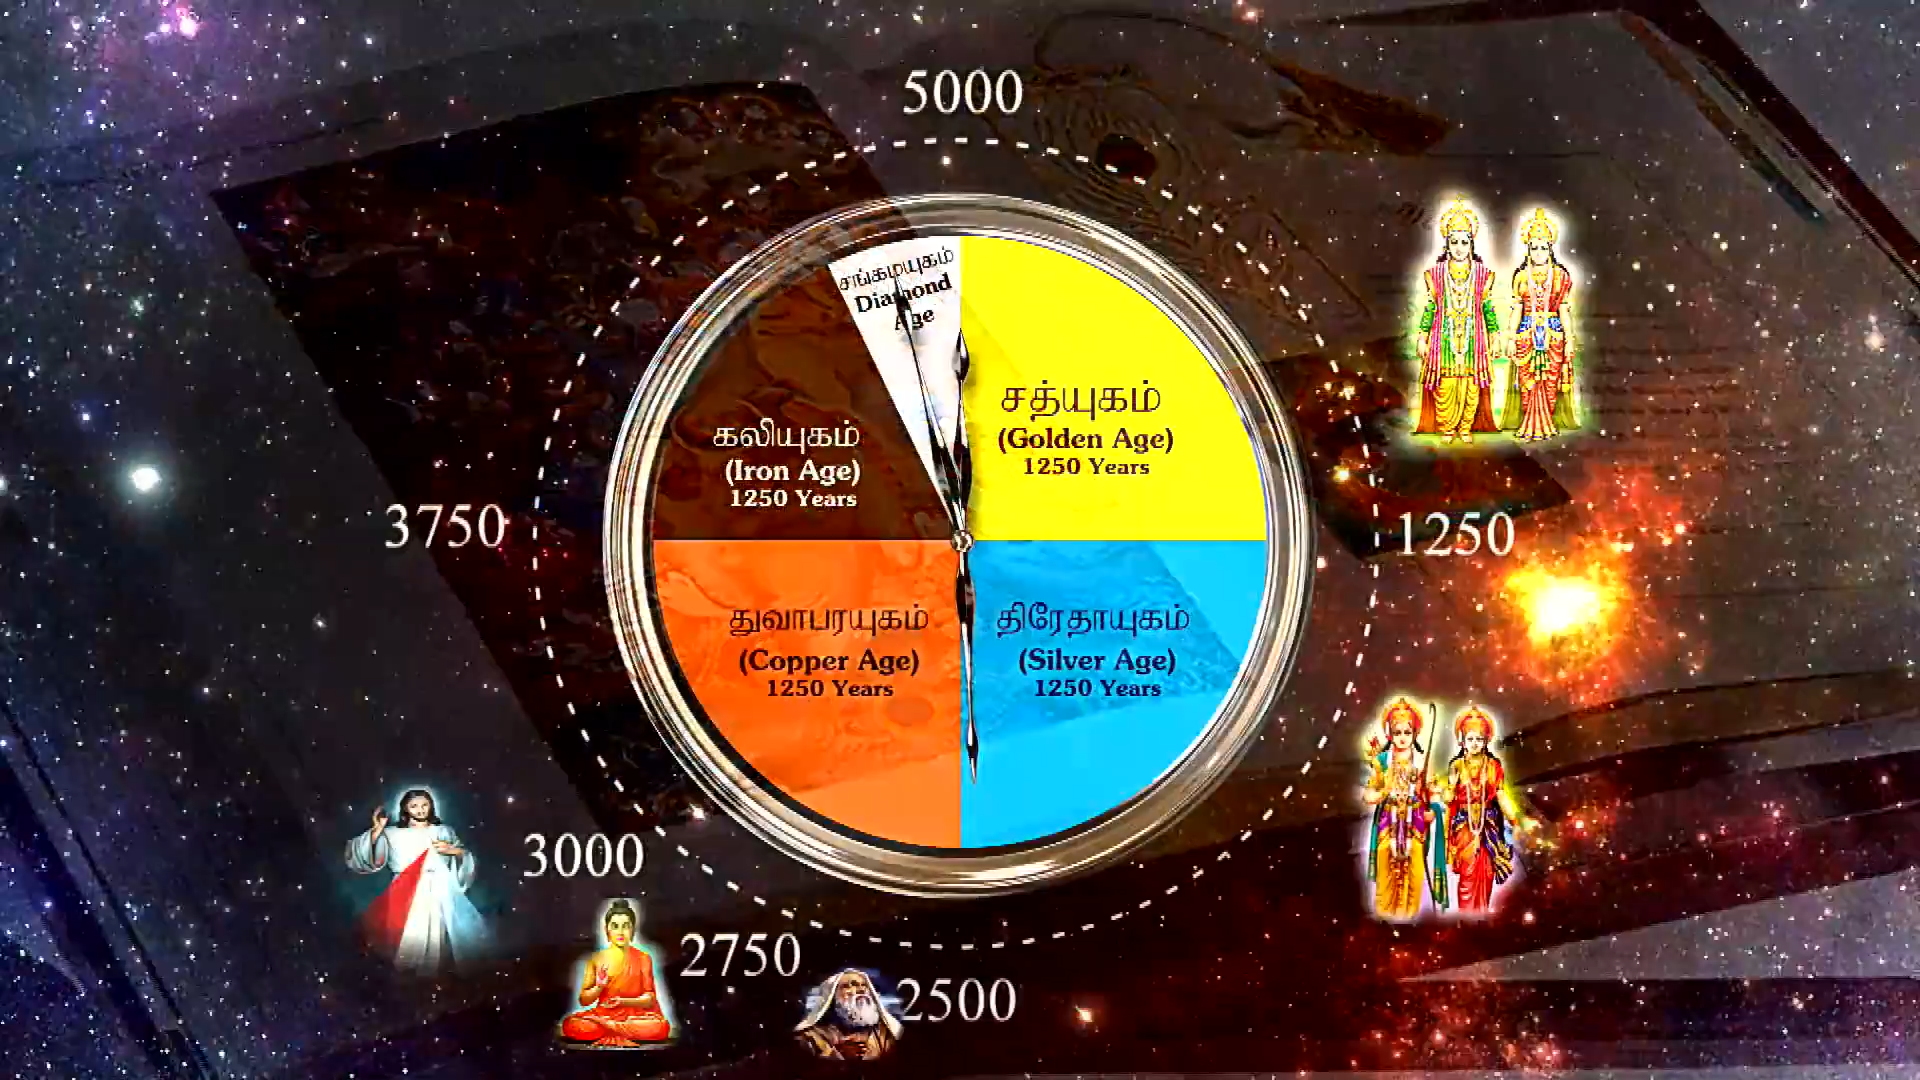 5000
சங்கமயுகம்
Diamond
Age
சத்யுகம்
(Golden Age)
1250 Years
கலியுகம்
(Iron Age)
1250 Years
3750
1250
துவாபரயுகம்
(Copper Age)
1250 Years
திரேதாயுகம்
(Silver Age)
1250 Years
3000
2750
2500